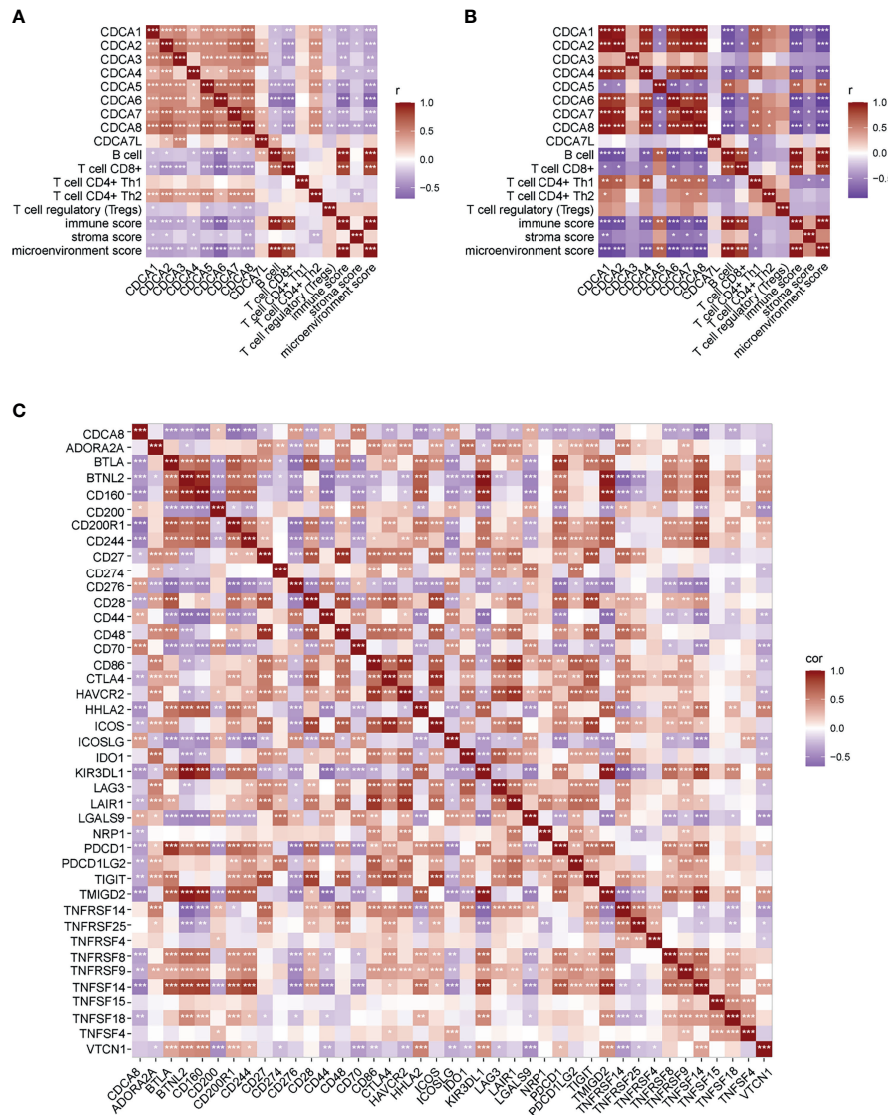 A
CDCA1
CDCA2
CDCA3
CDCA4
CDCA5
CDCA6
CDCA7
CDCA8
CDCA7L
B cell
T cell CD8+
T cell CD4+ Th1
T cell CD4+ Th2
T cell regulatory (Tregs)
immune score
stroma score
microenvironment score
CDCA1
CDCA2
CDCA3
CDCA4
CDCA5
CDCA6
CDCA7
CDCA8
CDCA7L
B cell
T cell CD8+
T cell CD4+ Th1
T cell CD4+ Th2
T cell regulatory (Tregs)
immune score
stroma score
microenvironment score
r
1.0
0.5
0.0
−0.5
B
CDCA1
CDCA2
CDCA3
CDCA4
CDCA5
CDCA6
CDCA7
CDCA8
CDCA7L
B cell
T cell CD8+
T cell CD4+ Th1
T cell CD4+ Th2
T cell regulatory (Tregs)
immune score
stroma score
microenvironment score
CDCA1
CDCA2
CDCA3
CDCA4
CDCA5
CDCA6
CDCA7
CDCA8
CDCA7L
B cell
T cell CD8+
T cell CD4+ Th1
T cell CD4+ Th2
T cell regulatory (Tregs)
immune score
stroma score
microenvironment score
r
1.0
0.5
0.0
−0.5
C
CDCA8
ADORA2A
BTLA
BTNL2
CD160
CD200
CD200R1
CD244
CD27
CD274
CD276
CD28
CD44
CD48
CD70
CD86
CTLA4
HAVCR2
HHLA2
ICOS
ICOSLG
IDO1
KIR3DL1
LAG3
LAIR1
LGALS9
NRP1
PDCD1
PDCD1LG2
TIGIT
TMIGD2
TNFRSF14
TNFRSF25
TNFRSF4
TNFRSF8
TNFRSF9
TNFSF14
TNFSF15
TNFSF18
TNFSF4
VTCN1
CDCA8
ADORA2A
BTLA
BTNL2
CD160
CD200
CD200R1
CD244
CD27
CD274
CD276
CD28
CD44
CD48
CD70
CD86
CTLA4
HAVCR2
HHLA2
ICOS
ICOSLG
IDO1
KIR3DL1
LAG3
LAIR1
LGALS9
NRP1
PDCD1
PDCD1LG2
TIGIT
TMIGD2
TNFRSF14
TNFRSF25
TNFRSF4
TNFRSF8
TNFRSF9
TNFSF14
TNFSF15
TNFSF18
TNFSF4
VTCN1
cor
1.0
0.5
0.0
−0.5